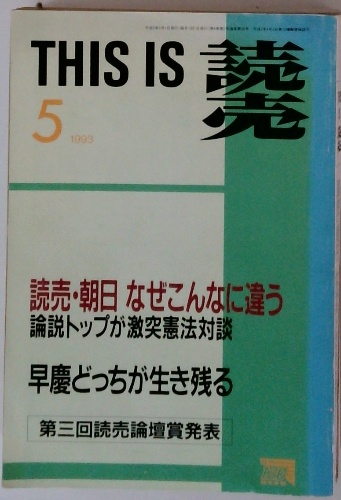 THIS IS 読売
5 1993
読売・朝日 なぜこんなに違う
論説トップが激突憲法対談
早慶どっちが生き残る
第三回読売論壇賞発表